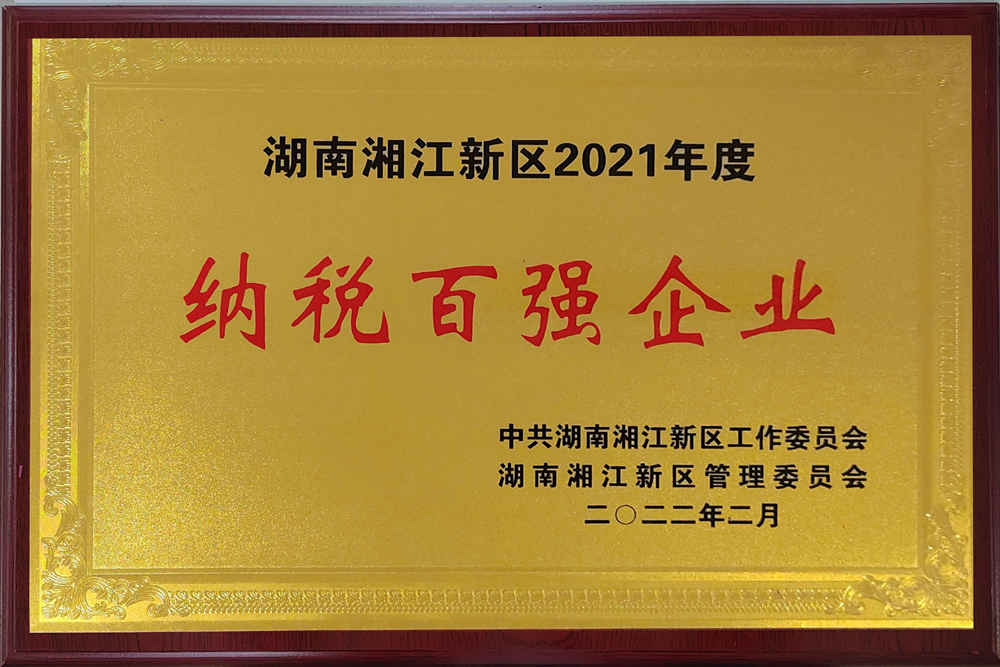 湖南湘江新区2021年度
纳税百强企业
中共湖南湘江新区工作委员会
湖南湘江新区管理委员会
二〇二二年二月